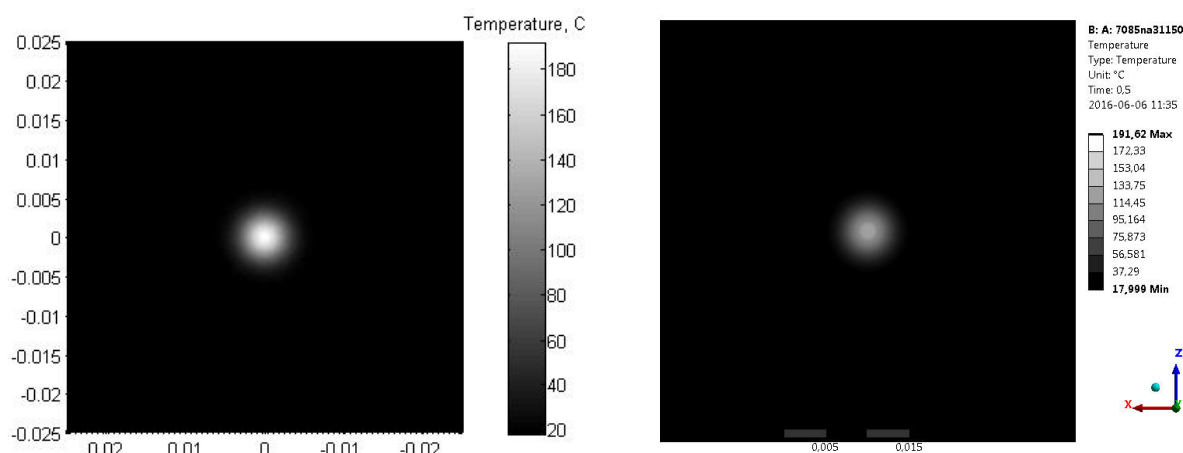 Temperature, C
0.025
0.02
0.015
0.01
0.005
0
-0.005
-0.01
-0.015
-0.02
-0.025
0.02 0.01 0 -0.01 -0.02
180
160
140
120
100
80
60
40
20
B: A: 7085na31150
Temperature
Type: Temperature
Unit: °C
Time: 0,5
2016-06-06 11:35
191,62 Max
172,33
153,04
133,75
114,45
95,164
75,873
56,581
37,29
17,999 Min
0,005 0,015
Z
X
Y